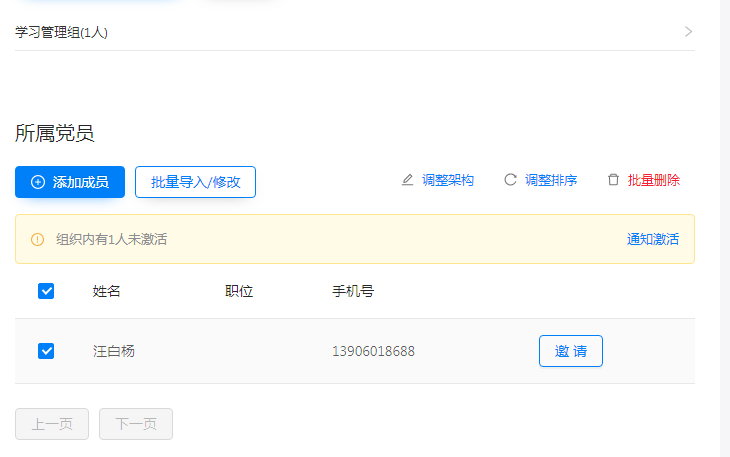 学习管理组(1人)
所属党员
添加成员 批量导入/修改 调整架构 调整排序 批量删除
组织内有1人未激活 通知激活
姓名 职位 手机号
汪白杨 13906018688 邀 请
上一页 下一页